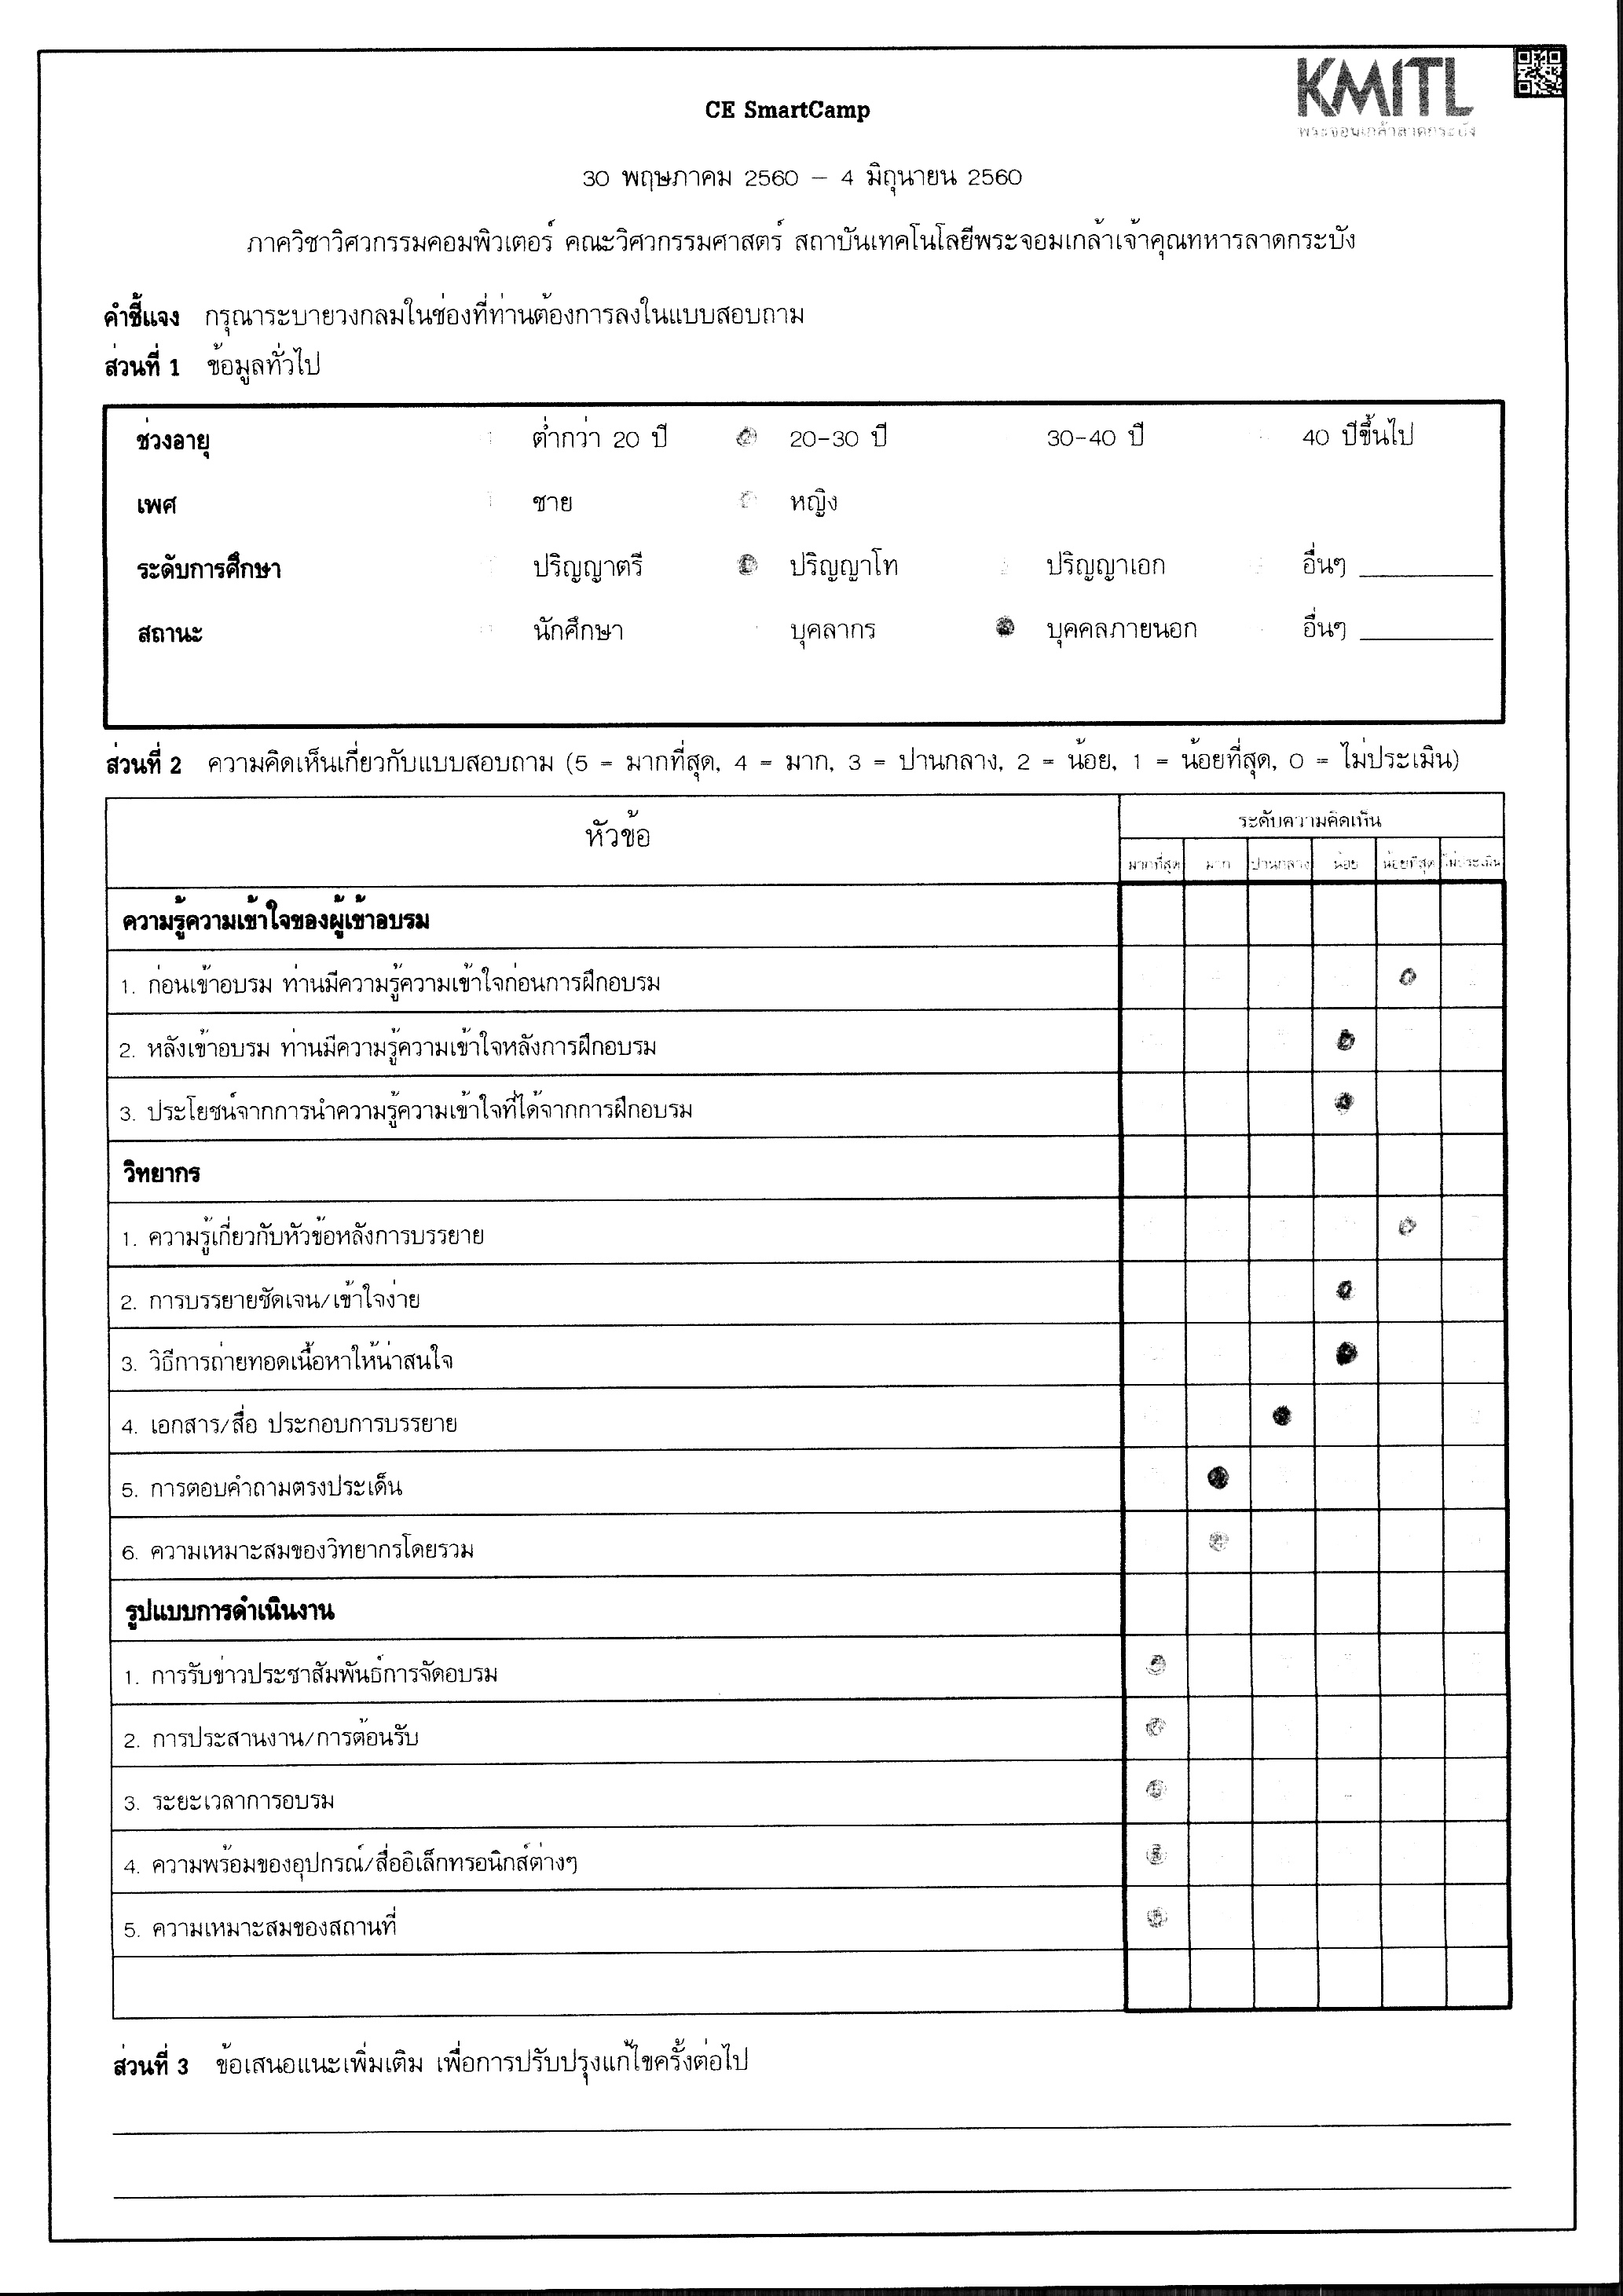 KMITL
พระจอมเกล้าลาดกระบัง
CE SmartCamp
30 พฤษภาคม 2560 – 4 มิถุนายน 2560
ภาควิชาวิศวกรรมคอมพิวเตอร์ คณะวิศวกรรมศาสตร์ สถาบันเทคโนโลยีพระจอมเกล้าเจ้าคุณทหารลาดกระบัง
คำชี้แจง กรุณาระบายวงกลมในช่องที่ท่านต้องการลงในแบบสอบถาม
ส่วนที่ 1 ข้อมูลทั่วไป
ช่วงอายุ ต่ำกว่า 20 ปี 20-30 ปี 30-40 ปี 40 ปีขึ้นไป
เพศ ชาย หญิง
ระดับการศึกษา ปริญญาตรี ปริญญาโท ปริญญาเอก อื่นๆ
สถานะ นักศึกษา บุคลากร บุคคลภายนอก อื่นๆ
ส่วนที่ 2 ความคิดเห็นเกี่ยวกับแบบสอบถาม (5 = มากที่สุด, 4 = มาก, 3 = ปานกลาง, 2 = น้อย, 1 = น้อยที่สุด, 0 = ไม่ประเมิน)
หัวข้อ ระดับความคิดเห็น
มากที่สุด มาก ปานกลาง น้อย น้อยที่สุด ไม่ประเมิน
ความรู้ความเข้าใจของผู้เข้าอบรม
1. ก่อนเข้าอบรม ท่านมีความรู้ความเข้าใจก่อนการฝึกอบรม
2. หลังเข้าอบรม ท่านมีความรู้ความเข้าใจหลังการฝึกอบรม
3. ประโยชน์จากการนำความรู้ความเข้าใจที่ได้จากการฝึกอบรม
วิทยากร
1. ความรู้เกี่ยวกับหัวข้อหลังการบรรยาย
2. การบรรยายชัดเจน/เข้าใจง่าย
3. วิธีการถ่ายทอดเนื้อหาให้น่าสนใจ
4. เอกสาร/สื่อ ประกอบการบรรยาย
5. การตอบคำถามตรงประเด็น
6. ความเหมาะสมของวิทยากรโดยรวม
รูปแบบการดำเนินงาน
1. การรับข่าวประชาสัมพันธ์การจัดอบรม
2. การประสานงาน/การต้อนรับ
3. ระยะเวลาการอบรม
4. ความพร้อมของอุปกรณ์/สื่ออิเล็กทรอนิกส์ต่างๆ
5. ความเหมาะสมของสถานที่
ส่วนที่ 3 ข้อเสนอแนะเพิ่มเติม เพื่อการปรับปรุงแก้ไขครั้งต่อไป